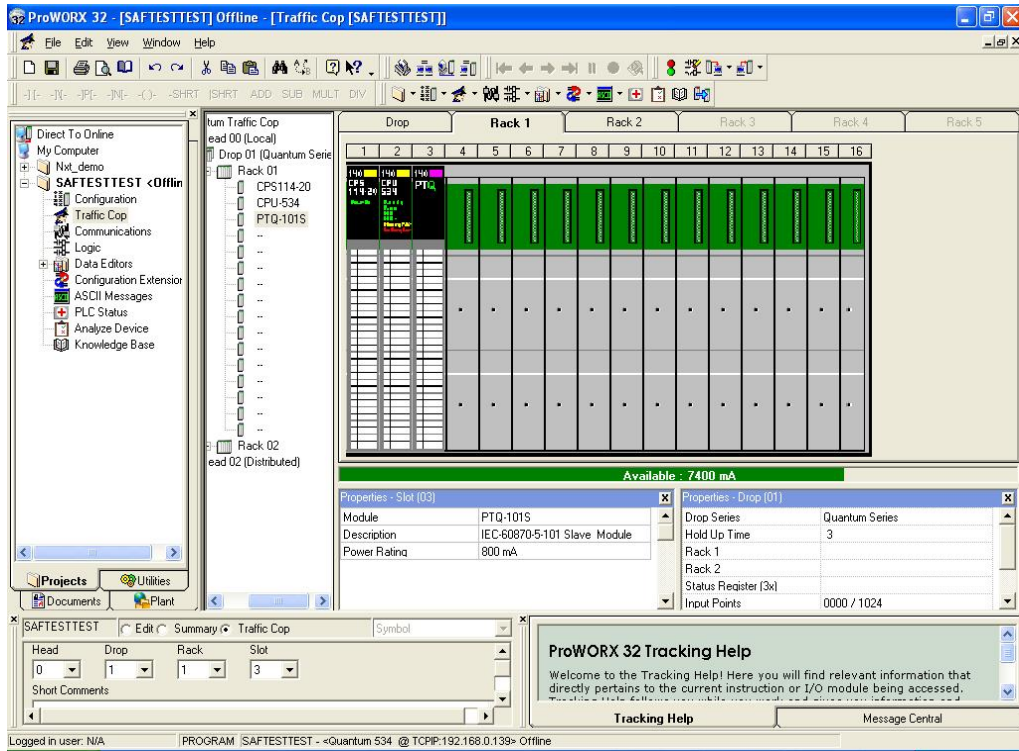 ProWORX 32 - [SAFTESTTEST] Offline - [Traffic Cop [SAFTESTTEST]]
File Edit View Window Help
-] [- -]\[- -]P[- -]N[- -( )- -SHRT |SHRT ADD SUB MULT DIV
Direct To Online
My Computer
Nxt_demo
SAFTESTTEST <Offlin
Configuration
Traffic Cop
Communications
Logic
Data Editors
Configuration Extension
ASCII Messages
PLC Status
Analyze Device
Knowledge Base
Projects Utilities
Documents Plant
tum Traffic Cop
ead 00 (Local)
Drop 01 (Quantum Serie
Rack 01
CPS114-20
CPU-534
PTQ-101S
--
--
--
--
--
--
--
--
--
--
--
--
--
Rack 02
ead 02 (Distributed)
Drop Rack 1 Rack 2 Rack 3 Rack 4 Rack 5
1 2 3 4 5 6 7 8 9 10 11 12 13 14 15 16
140 140 140
CPS CPU PTQ
114-20 534
Available : 7400 mA
Properties - Slot (03)
Module PTQ-101S
Description IEC-60870-5-101 Slave Module
Power Rating 800 mA
Properties - Drop (01)
Drop Series Quantum Series
Hold Up Time 3
Rack 1
Rack 2
Status Register (3x)
Input Points 0000 / 1024
SAFTESTTEST Edit Summary Traffic Cop Symbol
Head Drop Rack Slot
0 1 1 3
Short Comments
ProWORX 32 Tracking Help
Welcome to the Tracking Help! Here you will find relevant information that
directly pertains to the current instruction or I/O module being accessed.
Tracking Help Message Central
Logged in user: N/A PROGRAM SAFTESTTEST - <Quantum 534 @ TCPIP:192.168.0.139> Offline